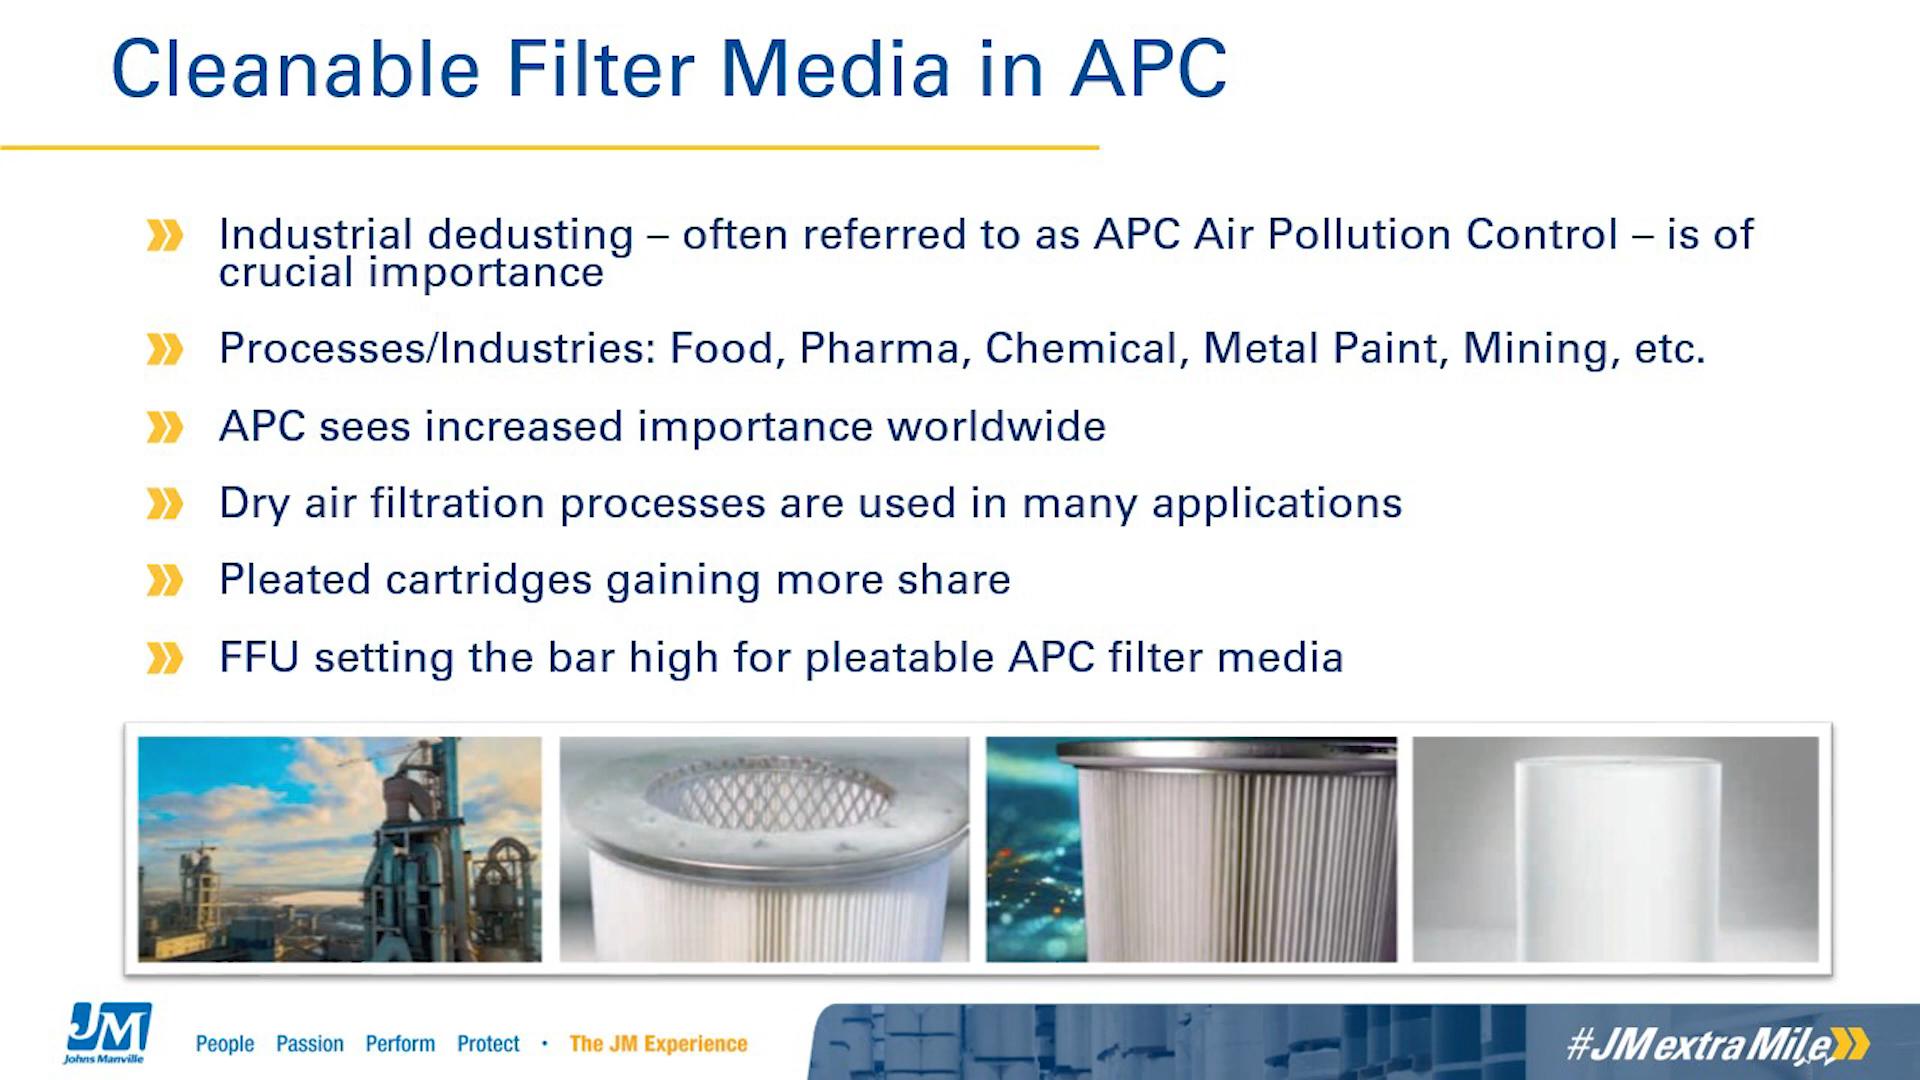 Cleanable Filter Media in APC
Industrial dedusting – often referred to as APC Air Pollution Control – is of
crucial importance
Processes/Industries: Food, Pharma, Chemical, Metal Paint, Mining, etc.
APC sees increased importance worldwide
Dry air filtration processes are used in many applications
Pleated cartridges gaining more share
FFU setting the bar high for pleatable APC filter media
JM
Johns Manville
People Passion Perform Protect • The JM Experience
#JMextraMile